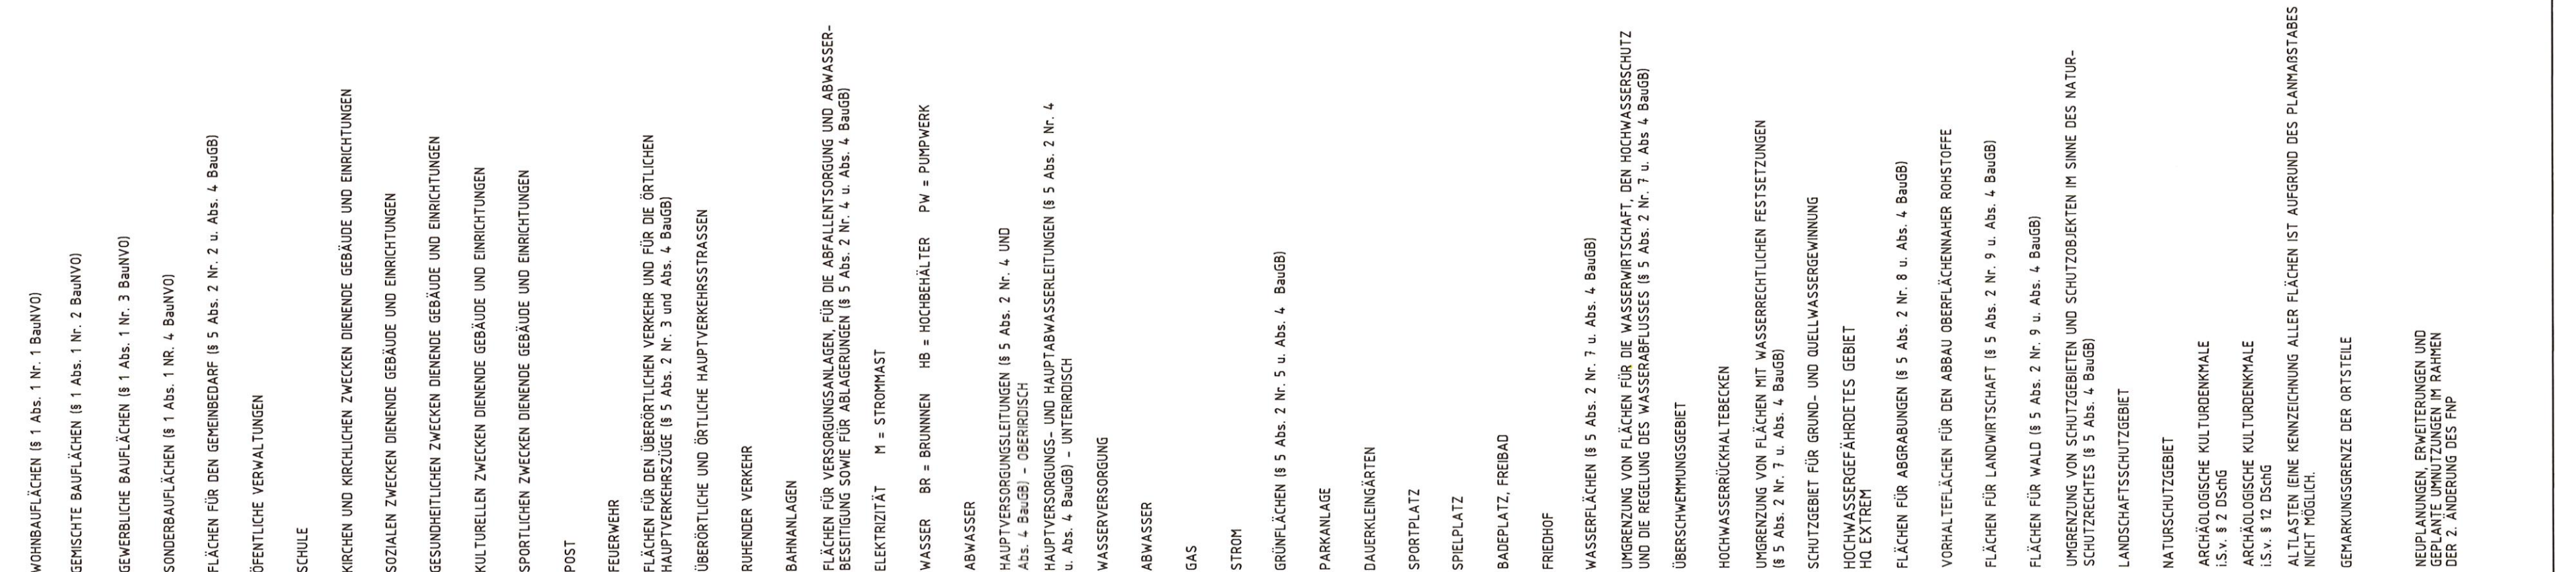 WOHNBAUFLÄCHEN (§ 1 Abs. 1 Nr. 1 BauNVO)
GEMISCHTE BAUFLÄCHEN (§ 1 Abs. 1 Nr. 2 BauNVO)
GEWERBLICHE BAUFLÄCHEN (§ 1 Abs. 1 Nr. 3 BauNVO)
SONDERBAUFLÄCHEN (§ 1 Abs. 1 NR. 4 BauNVO)
FLÄCHEN FÜR DEN GEMEINBEDARF (§ 5 Abs. 2 Nr. 2 u. Abs. 4 BauGB)
ÖFFENTLICHE VERWALTUNGEN
SCHULE
KIRCHEN UND KIRCHLICHEN ZWECKEN DIENENDE GEBÄUDE UND EINRICHTUNGEN
SOZIALEN ZWECKEN DIENENDE GEBÄUDE UND EINRICHTUNGEN
GESUNDHEITLICHEN ZWECKEN DIENENDE GEBÄUDE UND EINRICHTUNGEN
KULTURELLEN ZWECKEN DIENENDE GEBÄUDE UND EINRICHTUNGEN
SPORTLICHEN ZWECKEN DIENENDE GEBÄUDE UND EINRICHTUNGEN
POST
FEUERWEHR
FLÄCHEN FÜR DEN ÜBERÖRTLICHEN VERKEHR UND FÜR DIE ÖRTLICHEN
HAUPTVERKEHRSZÜGE (§ 5 Abs. 2 Nr. 3 und Abs. 4 BauGB)
ÜBERÖRTLICHE UND ÖRTLICHE HAUPTVERKEHRSSTRASSEN
RUHENDER VERKEHR
BAHNANLAGEN
FLÄCHEN FÜR VERSORGUNGSANLAGEN, FÜR DIE ABFALLENTSORGUNG UND ABWASSER-
BESEITIGUNG SOWIE FÜR ABLAGERUNGEN (§ 5 Abs. 2 Nr. 4 u. Abs. 4 BauGB)
ELEKTRIZITÄT M = STROMMAST
WASSER BR = BRUNNEN HB = HOCHBEHÄLTER PW = PUMPWERK
ABWASSER
HAUPTVERSORGUNGSLEITUNGEN (§ 5 Abs. 2 Nr. 4 UND
Abs. 4 BauGB) - OBERIRDISCH
HAUPTVERSORGUNGS- UND HAUPTABWASSERLEITUNGEN (§ 5 Abs. 2 Nr. 4
u. Abs. 4 BauGB) - UNTERIRDISCH
WASSERVERSORGUNG
ABWASSER
GAS
STROM
GRÜNFLÄCHEN (§ 5 Abs. 2 Nr. 5 u. Abs. 4 BauGB)
PARKANLAGE
DAUERKLEINGÄRTEN
SPORTPLATZ
SPIELPLATZ
BADEPLATZ, FREIBAD
FRIEDHOF
WASSERFLÄCHEN (§ 5 Abs. 2 Nr. 7 u. Abs. 4 BauGB)
UMGRENZUNG VON FLÄCHEN FÜR DIE WASSERWIRTSCHAFT, DEN HOCHWASSERSCHUTZ
UND DIE REGELUNG DES WASSERABFLUSSES (§ 5 Abs. 2 Nr. 7 u. Abs 4 BauGB)
ÜBERSCHWEMMUNGSGEBIET
HOCHWASSERRÜCKHALTEBECKEN
UMGRENZUNG VON FLÄCHEN MIT WASSERRECHTLICHEN FESTSETZUNGEN
(§ 5 Abs. 2 Nr. 7 u. Abs. 4 BauGB)
SCHUTZGEBIET FÜR GRUND- UND QUELLWASSERGEWINNUNG
HOCHWASSERGEFÄHRDETES GEBIET
HQ EXTREM
FLÄCHEN FÜR ABGRABUNGEN (§ 5 Abs. 2 Nr. 8 u. Abs. 4 BauGB)
VORHALTEFLÄCHEN FÜR DEN ABBAU OBERFLÄCHENNAHER ROHSTOFFE
FLÄCHEN FÜR LANDWIRTSCHAFT (§ 5 Abs. 2 Nr. 9 u. Abs. 4 BauGB)
FLÄCHEN FÜR WALD (§ 5 Abs. 2 Nr. 9 u. Abs. 4 BauGB)
UMGRENZUNG VON SCHUTZGEBIETEN UND SCHUTZOBJEKTEN IM SINNE DES NATUR-
SCHUTZRECHTES (§ 5 Abs. 4 BauGB)
LANDSCHAFTSSCHUTZGEBIET
NATURSCHUTZGEBIET
ARCHÄOLOGISCHE KULTURDENKMALE
i.S.v. § 2 DSchG
ARCHÄOLOGISCHE KULTURDENKMALE
i.S.v. § 12 DSchG
ALTLASTEN (EINE KENNZEICHNUNG ALLER FLÄCHEN IST AUFGRUND DES PLANMAßSTABES
NICHT MÖGLICH.
GEMARKUNGSGRENZE DER ORTSTEILE
NEUPLANUNGEN, ERWEITERUNGEN UND
GEPLANTE UMNUTZUNGEN IM RAHMEN
DER 2. ÄNDERUNG DES FNP